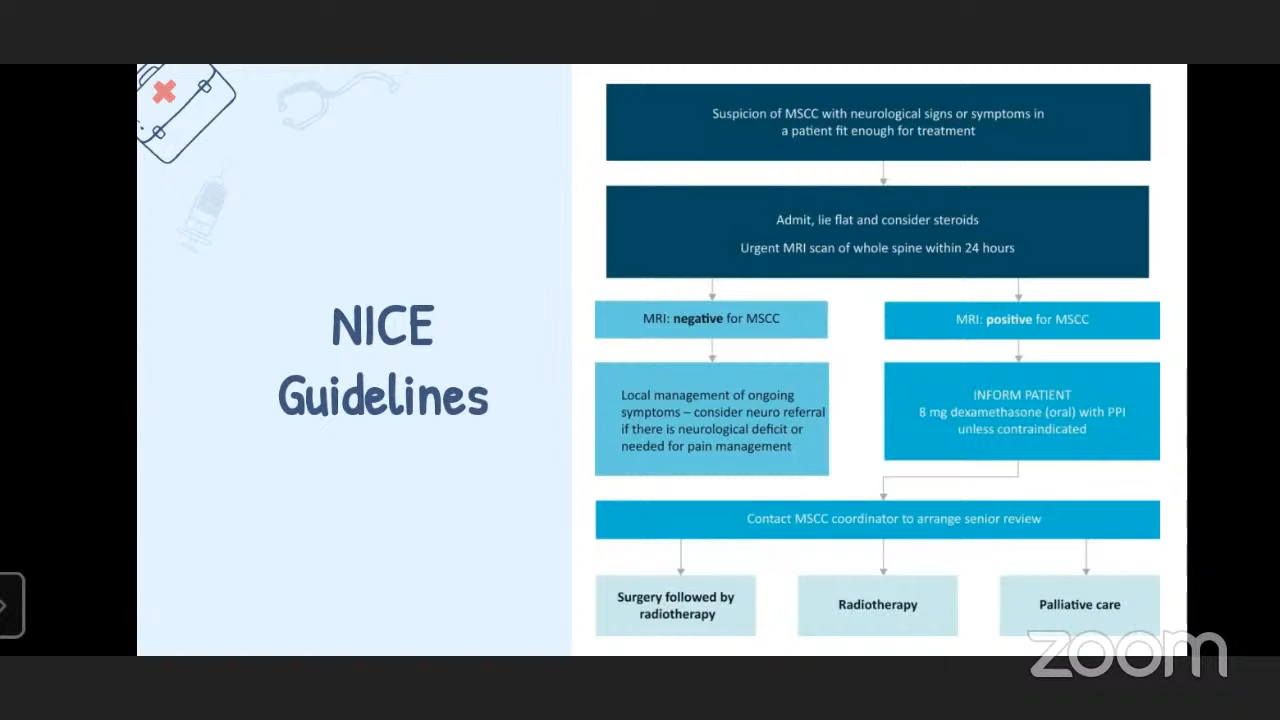 NICE
Guidelines
Suspicion of MSCC with neurological signs or symptoms in
a patient fit enough for treatment
Admit, lie flat and consider steroids
Urgent MRI scan of whole spine within 24 hours
MRI: negative for MSCC
MRI: positive for MSCC
Local management of ongoing
symptoms – consider neuro referral
if there is neurological deficit or
needed for pain management
INFORM PATIENT
8 mg dexamethasone (oral) with PPI
unless contraindicated
Contact MSCC coordinator to arrange senior review
Surgery followed by
radiotherapy
Radiotherapy
Palliative care
zoom